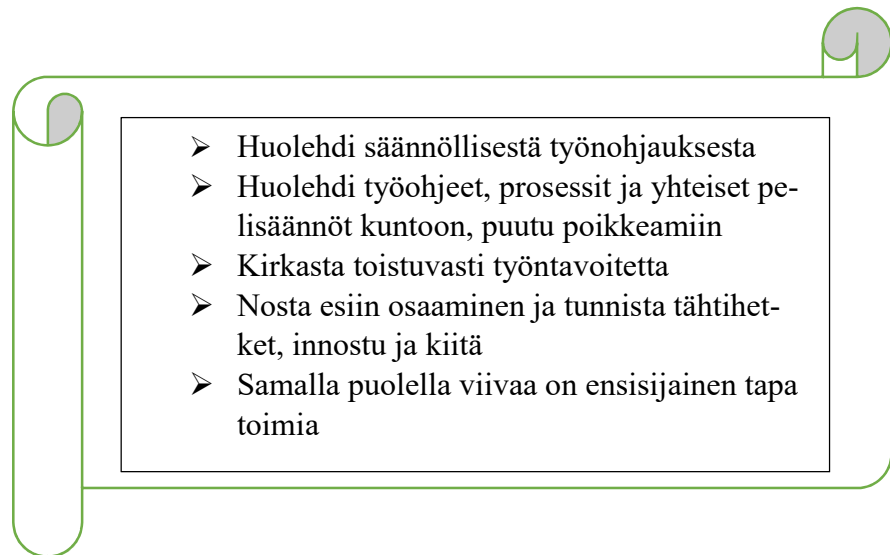 ➢ Huolehdi säännöllisestä työnohjauksesta
➢ Huolehdi työohjeet, prosessit ja yhteiset pe-
lisäännöt kuntoon, puutu poikkeamiin
➢ Kirkasta toistuvasti työntavoitetta
➢ Nosta esiin osaaminen ja tunnista tähtihet-
ket, innostu ja kiitä
➢ Samalla puolella viivaa on ensisijainen tapa
toimia